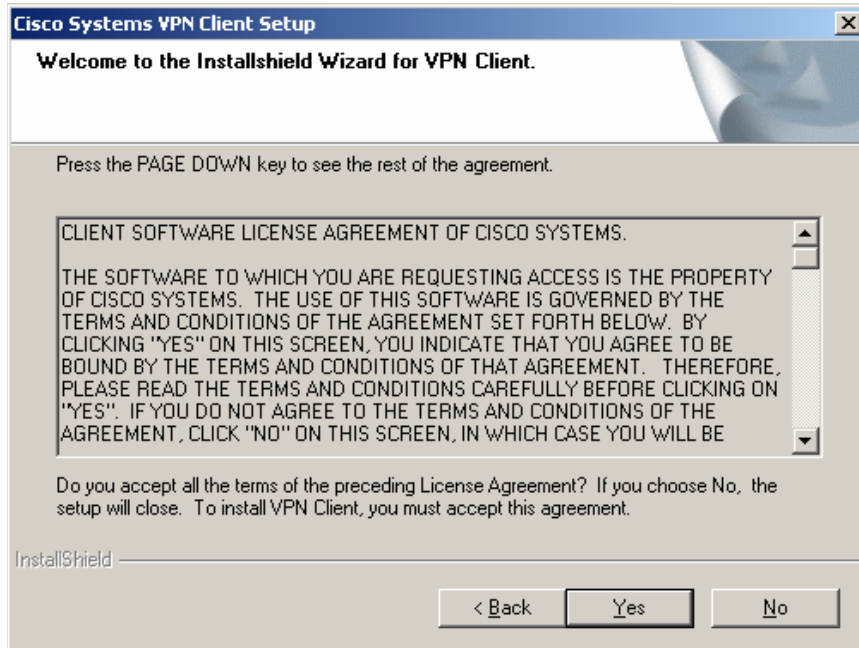 Cisco Systems VPN Client Setup
Welcome to the Installshield Wizard for VPN Client.
Press the PAGE DOWN key to see the rest of the agreement.
CLIENT SOFTWARE LICENSE AGREEMENT OF CISCO SYSTEMS.
THE SOFTWARE TO WHICH YOU ARE REQUESTING ACCESS IS THE PROPERTY
OF CISCO SYSTEMS.  THE USE OF THIS SOFTWARE IS GOVERNED BY THE
TERMS AND CONDITIONS OF THE AGREEMENT SET FORTH BELOW.  BY
CLICKING "YES" ON THIS SCREEN, YOU INDICATE THAT YOU AGREE TO BE
BOUND BY THE TERMS AND CONDITIONS OF THAT AGREEMENT.   THEREFORE,
PLEASE READ THE TERMS AND CONDITIONS CAREFULLY BEFORE CLICKING ON
"YES".  IF YOU DO NOT AGREE TO THE TERMS AND CONDITIONS OF THE
AGREEMENT, CLICK "NO" ON THIS SCREEN, IN WHICH CASE YOU WILL BE
Do you accept all the terms of the preceding License Agreement?  If you choose No,  the
setup will close.  To install VPN Client, you must accept this agreement.
InstallShield
< Back
Yes
No